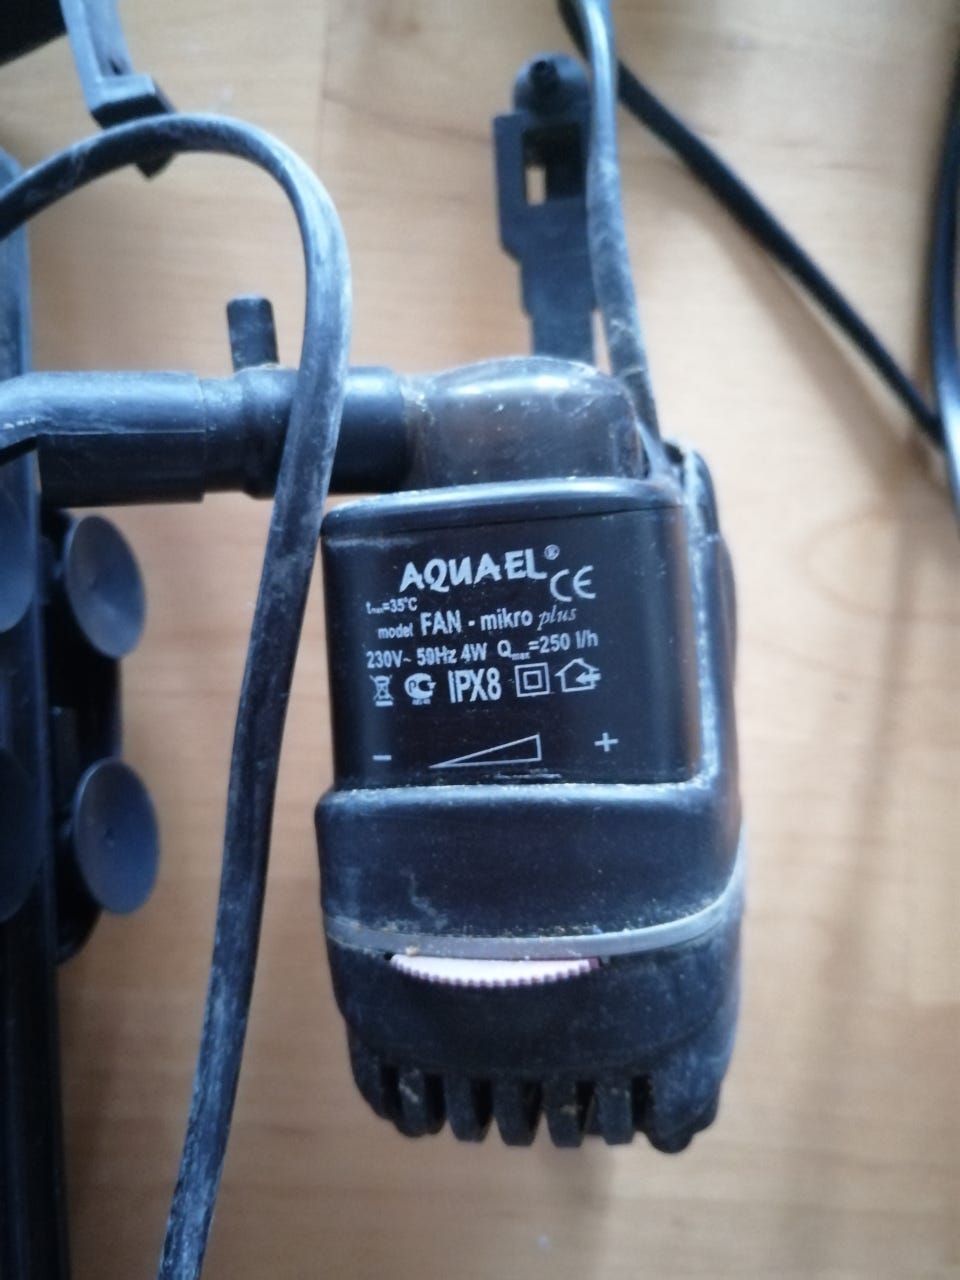 AQUAEL®
CE
tmax=35°C
model FAN - mikro plus
230V~ 50Hz 4W Qmax=250 l/h
IPX8
- +